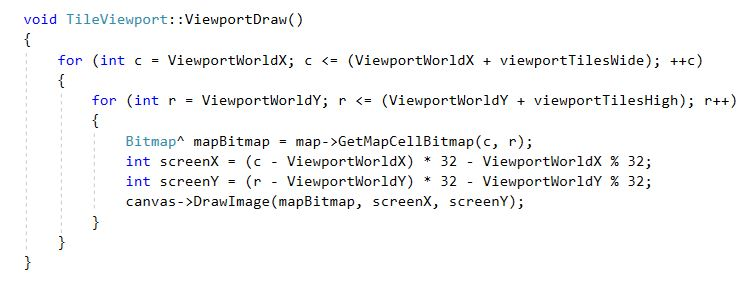 void TileViewport::ViewportDraw()
{
for (int c = ViewportWorldX; c <= (ViewportWorldX + viewportTilesWide); ++c)
{
for (int r = ViewportWorldY; r <= (ViewportWorldY + viewportTilesHigh); r++)
{
Bitmap^ mapBitmap = map->GetMapCellBitmap(c, r);
int screenX = (c - ViewportWorldX) * 32 - ViewportWorldX % 32;
int screenY = (r - ViewportWorldY) * 32 - ViewportWorldY % 32;
canvas->DrawImage(mapBitmap, screenX, screenY);
}
}
}